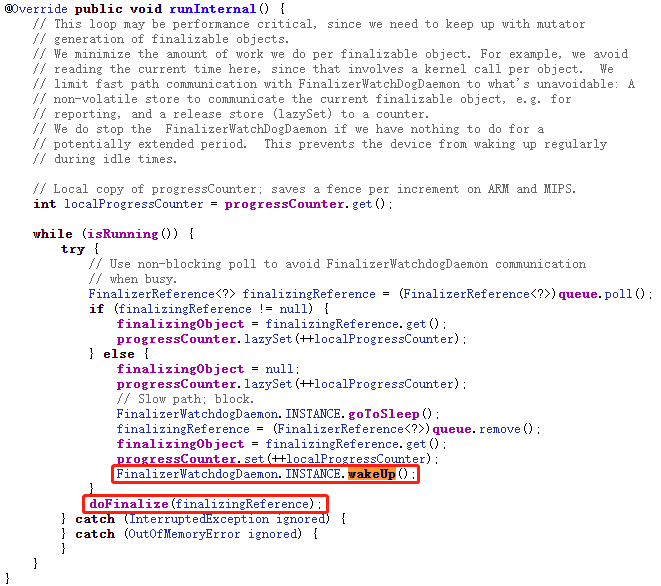 @Override public void runInternal() {
    // This loop may be performance critical, since we need to keep up with mutator
    // generation of finalizable objects.
    // We minimize the amount of work we do per finalizable object. For example, we avoid
    // reading the current time here, since that involves a kernel call per object.  We
    // limit fast path communication with FinalizerWatchDogDaemon to what's unavoidable: A
    // non-volatile store to communicate the current finalizable object, e.g. for
    // reporting, and a release store (lazySet) to a counter.
    // We do stop the  FinalizerWatchDogDaemon if we have nothing to do for a
    // potentially extended period.  This prevents the device from waking up regularly
    // during idle times.

    // Local copy of progressCounter; saves a fence per increment on ARM and MIPS.
    int localProgressCounter = progressCounter.get();

    while (isRunning()) {
        try {
            // Use non-blocking poll to avoid FinalizerWatchdogDaemon communication
            // when busy.
            FinalizerReference<?> finalizingReference = (FinalizerReference<?>)queue.poll();
            if (finalizingReference != null) {
                finalizingObject = finalizingReference.get();
                progressCounter.lazySet(++localProgressCounter);
            } else {
                finalizingObject = null;
                progressCounter.lazySet(++localProgressCounter);
                // Slow path; block.
                FinalizerWatchdogDaemon.INSTANCE.goToSleep();
                finalizingReference = (FinalizerReference<?>)queue.remove();
                finalizingObject = finalizingReference.get();
                progressCounter.set(++localProgressCounter);
                FinalizerWatchdogDaemon.INSTANCE.wakeUp();
            }
            doFinalize(finalizingReference);
        } catch (InterruptedException ignored) {
        } catch (OutOfMemoryError ignored) {
        }
    }
}